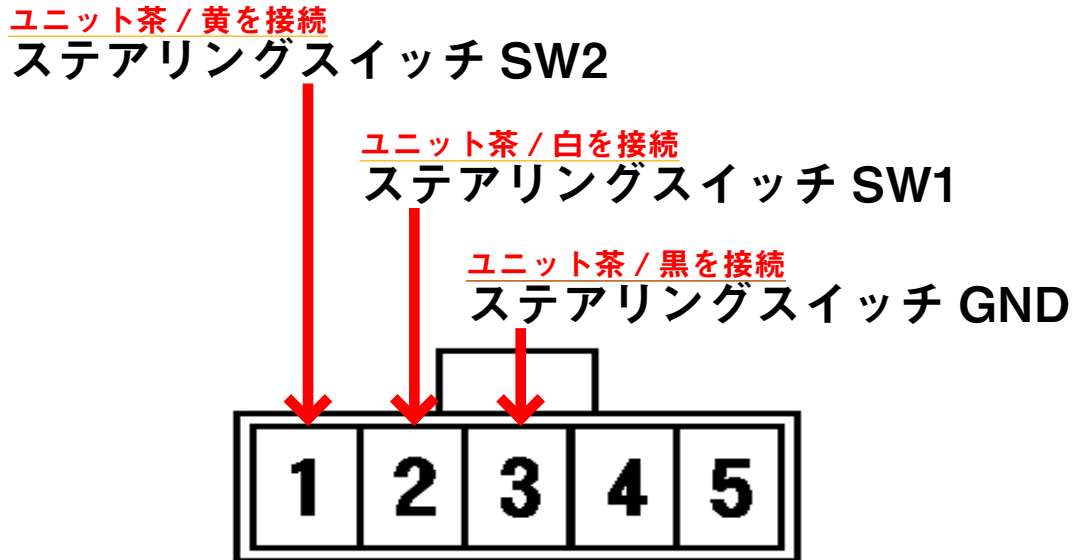 ユニット茶 / 黄を接続
ステアリングスイッチ SW2
ユニット茶 / 白を接続
ステアリングスイッチ SW1
ユニット茶 / 黒を接続
ステアリングスイッチ GND
1 2 3 4 5